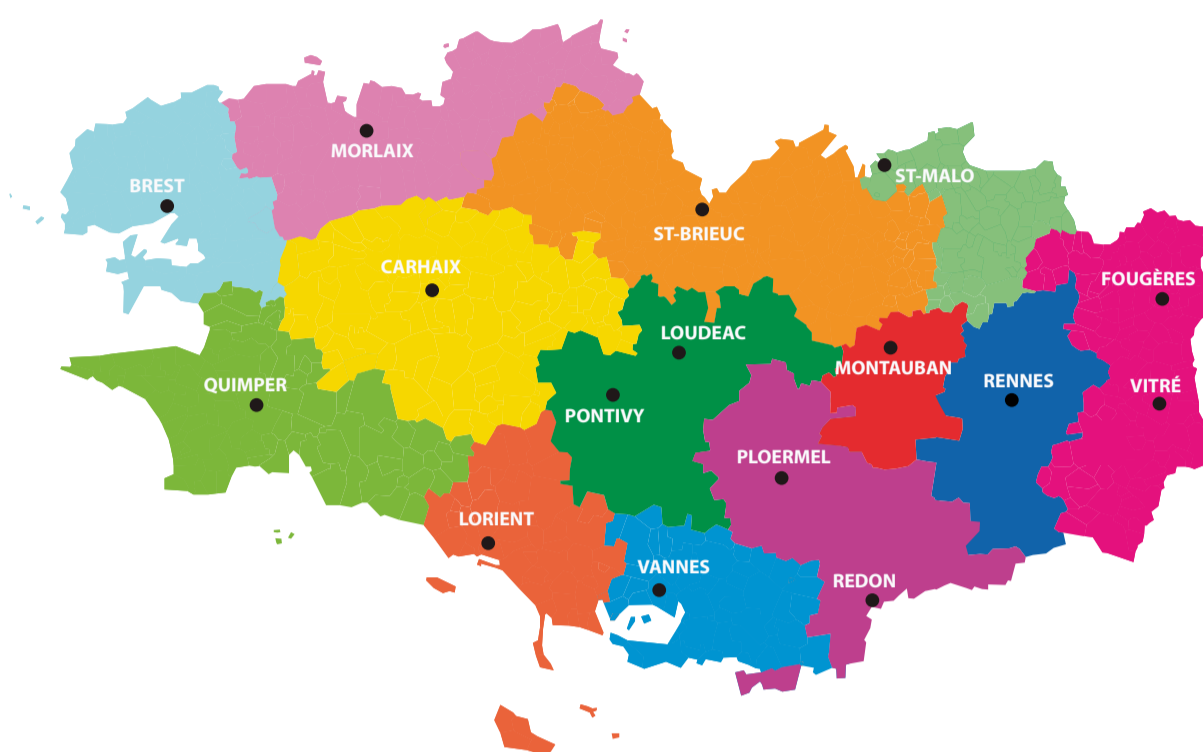 MORLAIX
BREST
ST-MALO
ST-BRIEUC
CARHAIX
FOUGÈRES
LOUDEAC
MONTAUBAN
RENNES
QUIMPER
VITRÉ
PONTIVY
PLOERMEL
LORIENT
VANNES
REDON